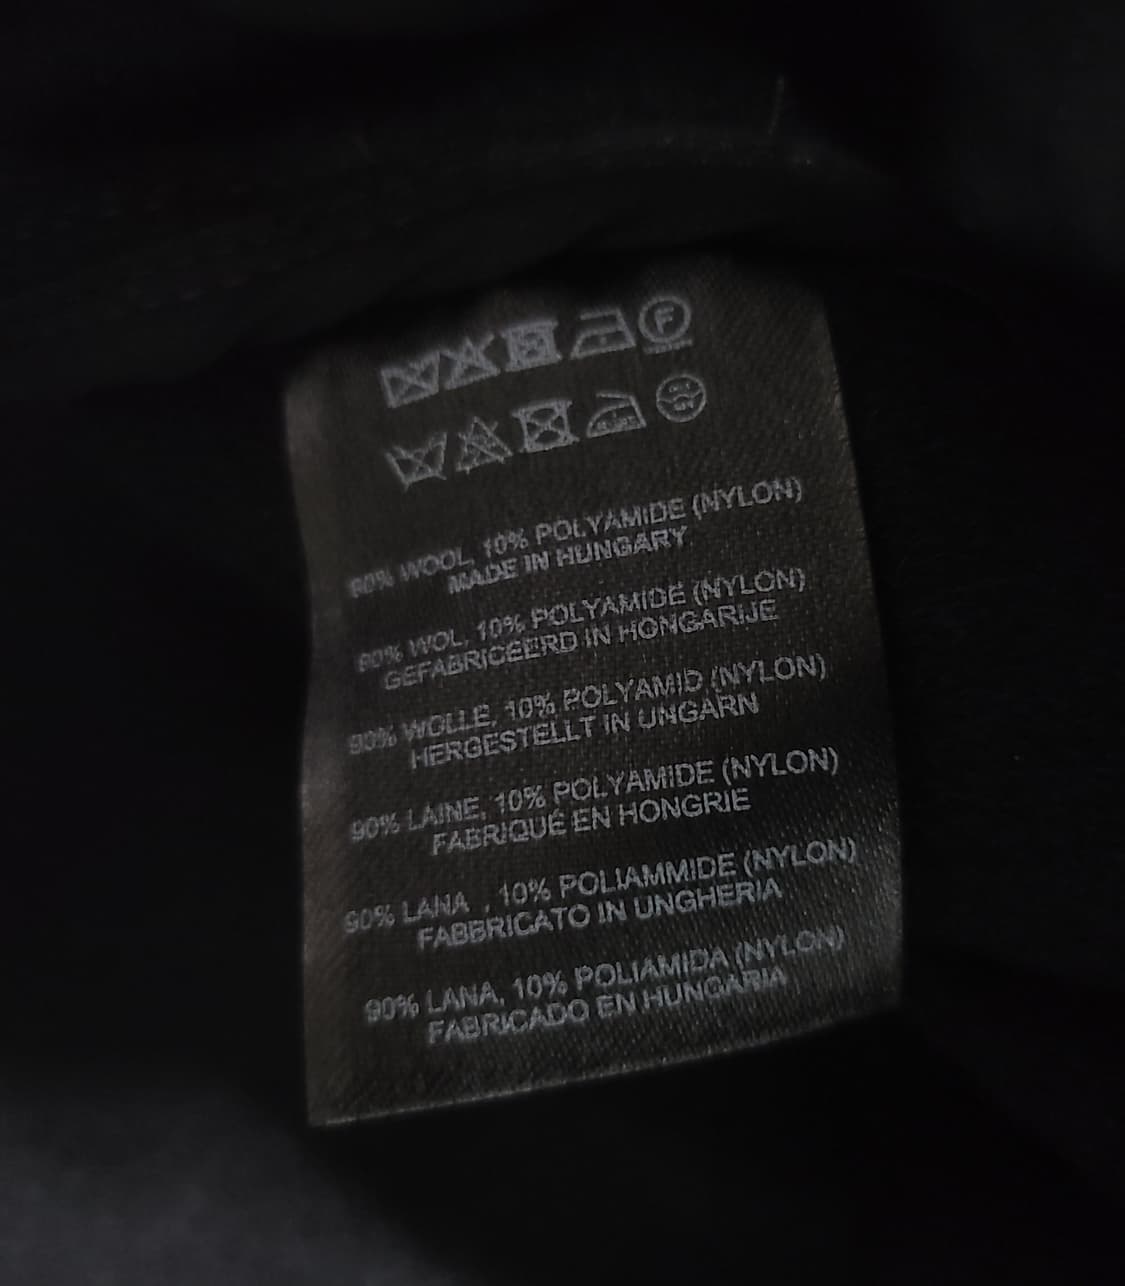 F
90% WOOL, 10% POLYAMIDE (NYLON)
MADE IN HUNGARY
90% WOL, 10% POLYAMIDE (NYLON)
GEFABRICEERD IN HONGARIJE
90% WOLLE, 10% POLYAMID (NYLON)
HERGESTELLT IN UNGARN
90% LAINE, 10% POLYAMIDE (NYLON)
FABRIQUÉ EN HONGRIE
90% LANA , 10% POLIAMMIDE (NYLON)
FABBRICATO IN UNGHERIA
90% LANA, 10% POLIAMIDA (NYLON)
FABRICADO EN HUNGARIA